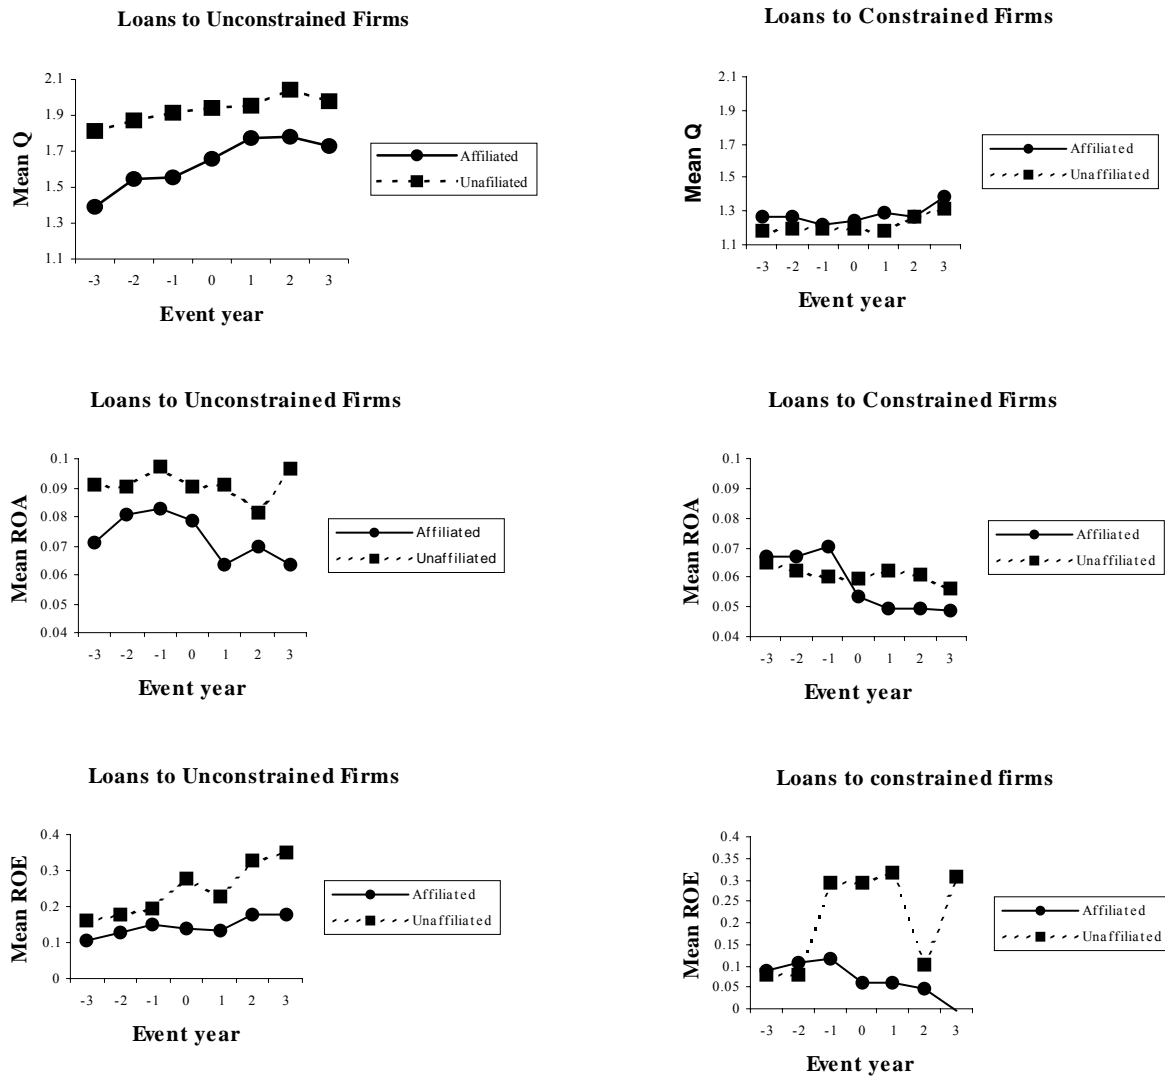 Loans to Unconstrained Firms
2.1
1.9
1.7
1.5
1.3
1.1
Mean Q
-3 -2 -1 0 1 2 3
Event year
Affiliated
Unafiliated
Loans to Constrained Firms
2.1
1.9
1.7
1.5
1.3
1.1
Mean Q
-3 -2 -1 0 1 2 3
Event year
Affiliated
Unaffiliated
Loans to Unconstrained Firms
0.1
0.09
0.08
0.07
0.06
0.05
0.04
Mean ROA
-3 -2 -1 0 1 2 3
Event year
Affiliated
Unaffiliated
Loans to Constrained Firms
0.1
0.09
0.08
0.07
0.06
0.05
0.04
Mean ROA
-3 -2 -1 0 1 2 3
Event year
Affiliated
Unaffiliated
Loans to Unconstrained Firms
0.4
0.3
0.2
0.1
0
Mean ROE
-3 -2 -1 0 1 2 3
Event year
Affiliated
Unaffiliated
Loans to constrained firms
0.4
0.35
0.3
0.25
0.2
0.15
0.1
0.05
0
Mean ROE
-3 -2 -1 0 1 2 3
Event year
Affiliated
Unaffiliated